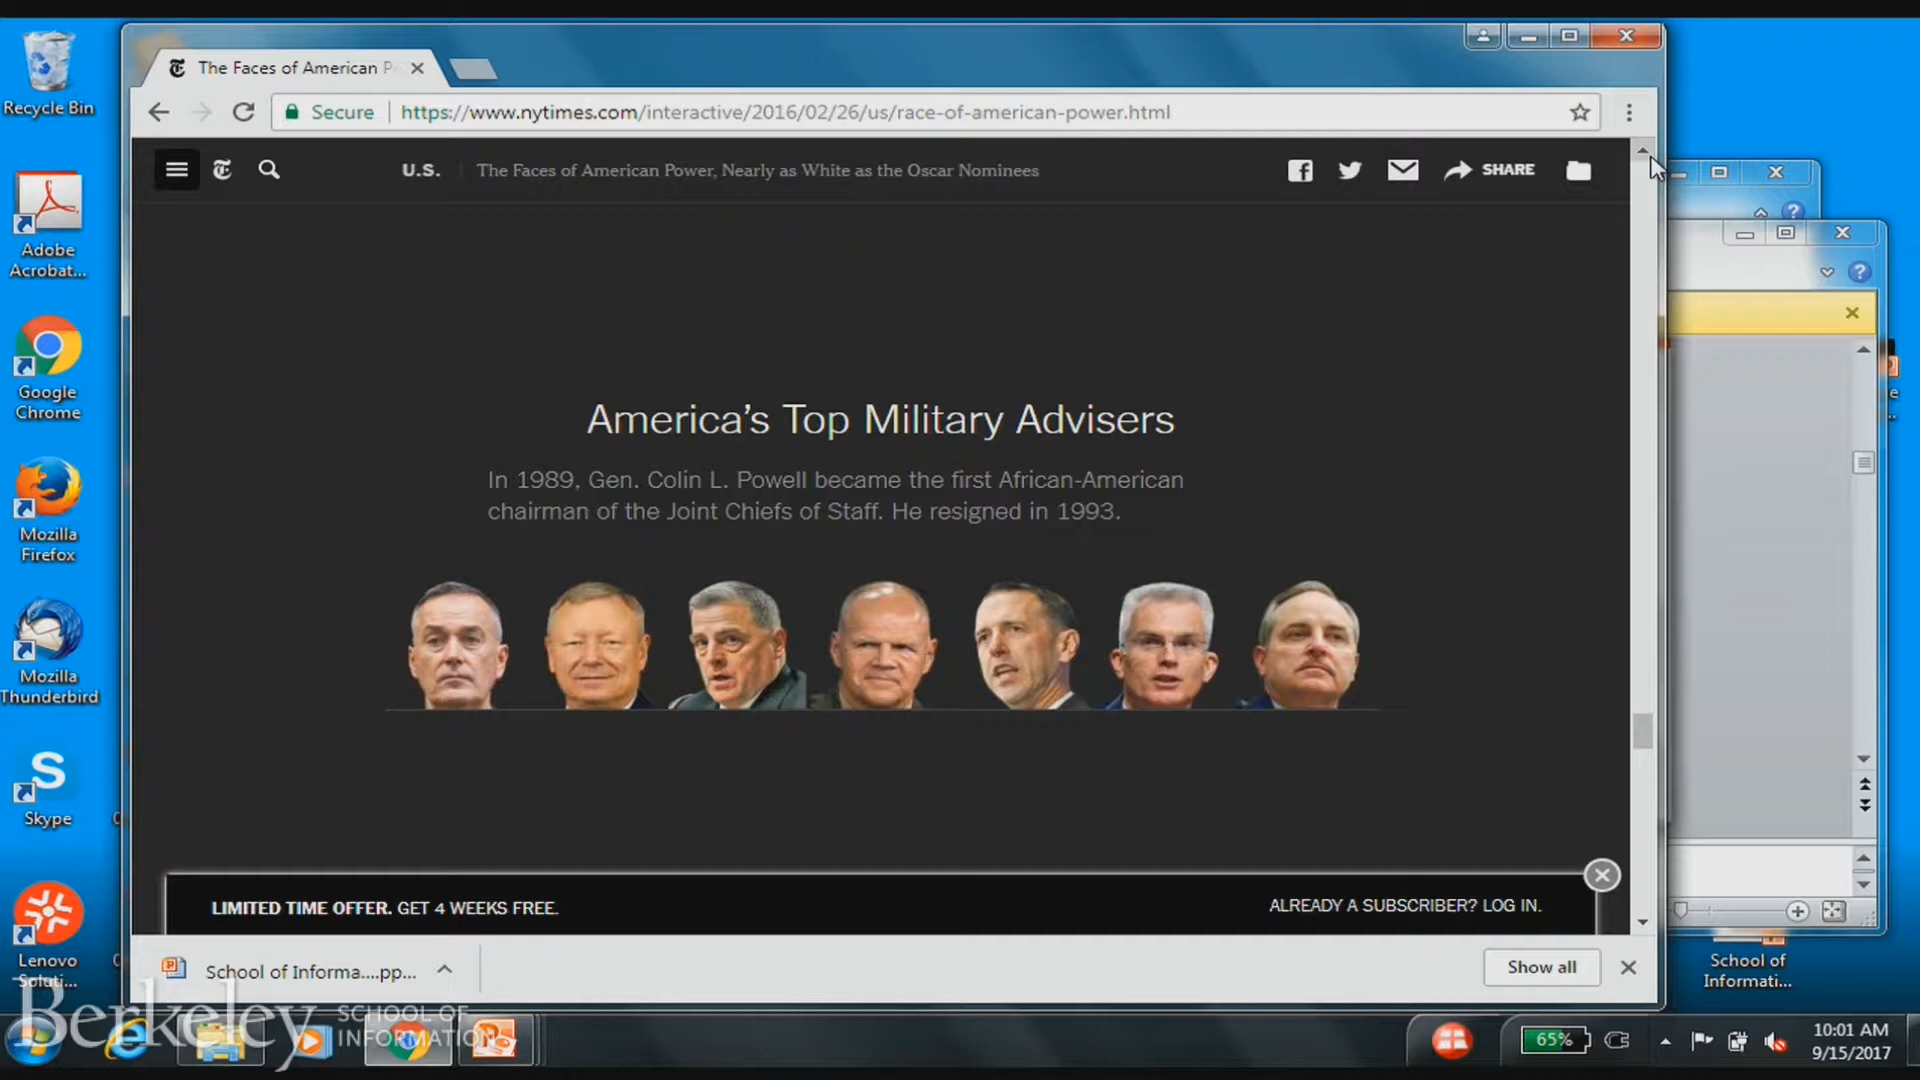 Recycle Bin
Adobe
Acrobat...
Google
Chrome
Mozilla
Firefox
Mozilla
Thunderbird
Skype
Lenovo
Soluti...
The Faces of American P
Secure
https://www.nytimes.com/interactive/2016/02/26/us/race-of-american-power.html
U.S.
The Faces of American Power, Nearly as White as the Oscar Nominees
SHARE
America's Top Military Advisers
In 1989, Gen. Colin L. Powell became the first African-American
chairman of the Joint Chiefs of Staff. He resigned in 1993.
LIMITED TIME OFFER. GET 4 WEEKS FREE.
ALREADY A SUBSCRIBER? LOG IN.
School of Informa....pp...
Show all
School of
Informati...
Berkeley
SCHOOL OF
INFORMATION
65%
10:01 AM
9/15/2017